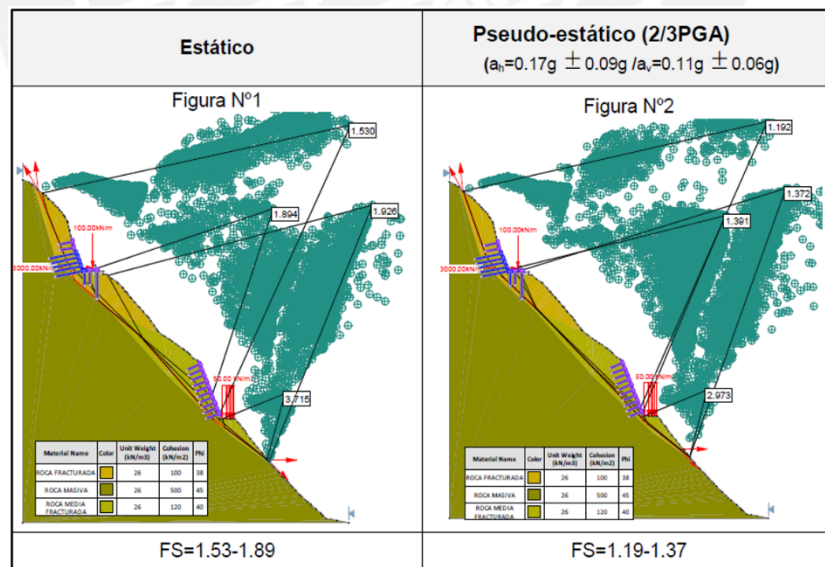 Estático
Pseudo-estático (2/3PGA)
(ah=0.17g ± 0.09g /av=0.11g ± 0.06g)
Figura Nº1
1.530
1.894
1.926
100.00kN/m
3000.00kN/m
50.00 kN/m2
3.715
Material Name Color Unit Weight (kN/m3) Cohesion (kN/m2) Phi
ROCA FRACTURADA 26 100 38
ROCA MASIVA 26 500 45
ROCA MEDIA FRACTURADA 26 120 40
Figura Nº2
1.192
1.372
1.391
100.00kN/m
3000.00kN/m
50.00 kN/m2
2.973
Material Name Color Unit Weight (kN/m3) Cohesion (kN/m2) Phi
ROCA FRACTURADA 26 100 38
ROCA MASIVA 26 500 45
ROCA MEDIA FRACTURADA 26 120 40
FS=1.53-1.89
FS=1.19-1.37